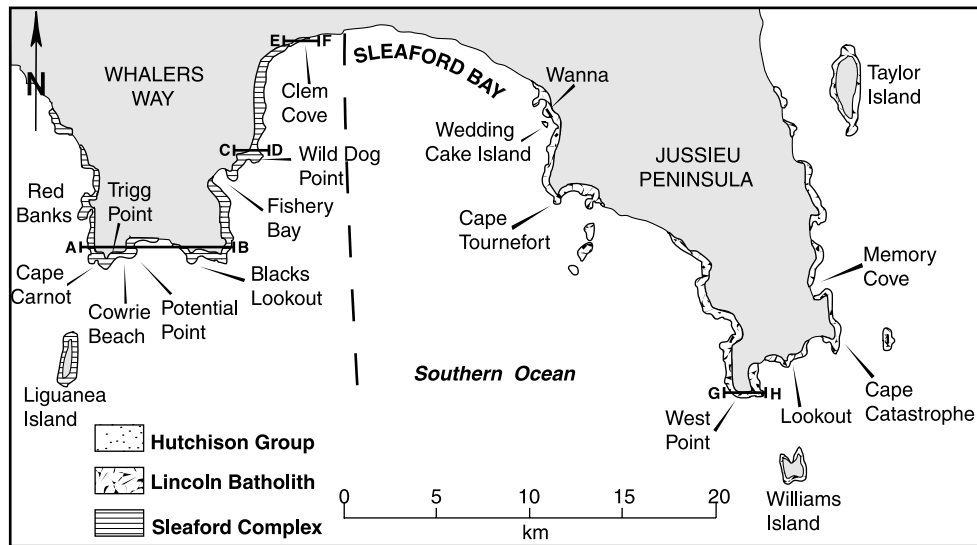 N
WHALERS
WAY
E
F
Clem
Cove
SLEAFORD BAY
Wanna
Taylor
Island
Wedding
Cake Island
C
D
Wild Dog
Point
JUSSIEU
PENINSULA
Red
Banks
Trigg
Point
Fishery
Bay
Cape
Tournefort
A
B
Cape
Carnot
Cowrie
Beach
Potential
Point
Blacks
Lookout
Memory
Cove
Liguanea
Island
Southern Ocean
G
H
West
Point
Lookout
Cape
Catastrophe
Williams
Island
Hutchison Group
Lincoln Batholith
Sleaford Complex
0
5
10
15
20
km